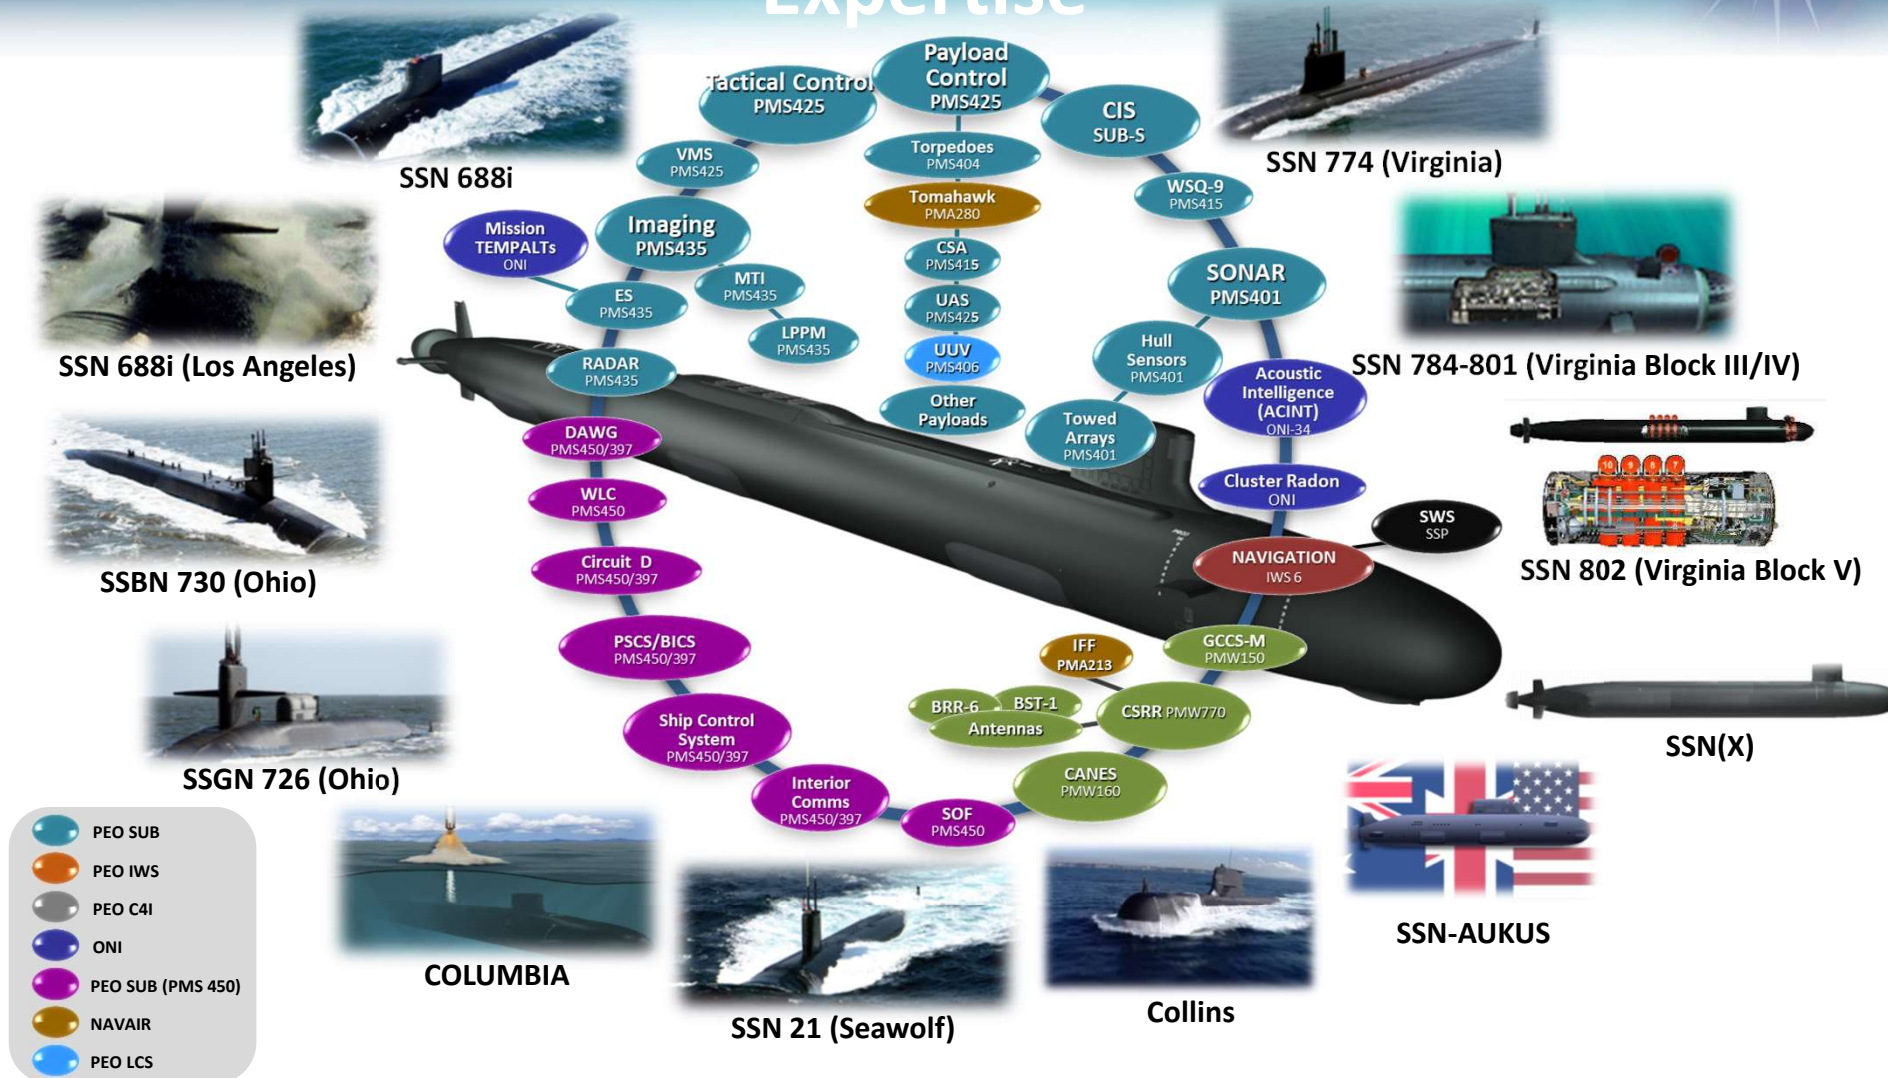 Expertise
SSN 688i
SSN 688i (Los Angeles)
SSBN 730 (Ohio)
SSGN 726 (Ohio)
COLUMBIA
SSN 21 (Seawolf)
Collins
SSN-AUKUS
SSN(X)
SSN 802 (Virginia Block V)
10 9 8 7
SSN 784-801 (Virginia Block III/IV)
SSN 774 (Virginia)
Tactical Control
PMS425
Payload
Control
PMS425
CIS
SUB-S
VMS
PMS425
Torpedoes
PMS404
WSQ-9
PMS415
Tomahawk
PMA280
Mission
TEMPALTs
ONI
Imaging
PMS435
CSA
PMS415
SONAR
PMS401
MTI
PMS435
ES
PMS435
UAS
PMS425
LPPM
PMS435
Hull
Sensors
PMS401
UUV
PMS406
RADAR
PMS435
Acoustic
Intelligence
(ACINT)
ONI-34
Other
Payloads
Towed
Arrays
PMS401
DAWG
PMS450/397
Cluster Radon
ONI
WLC
PMS450
SWS
SSP
Circuit D
PMS450/397
NAVIGATION
IWS 6
PSCS/BICS
PMS450/397
GCCS-M
PMW150
IFF
PMA213
BRR-6
BST-1
Antennas
CSRR PMW770
Ship Control
System
PMS450/397
CANES
PMW160
Interior
Comms
PMS450/397
SOF
PMS450
PEO SUB
PEO IWS
PEO C4I
ONI
PEO SUB (PMS 450)
NAVAIR
PEO LCS